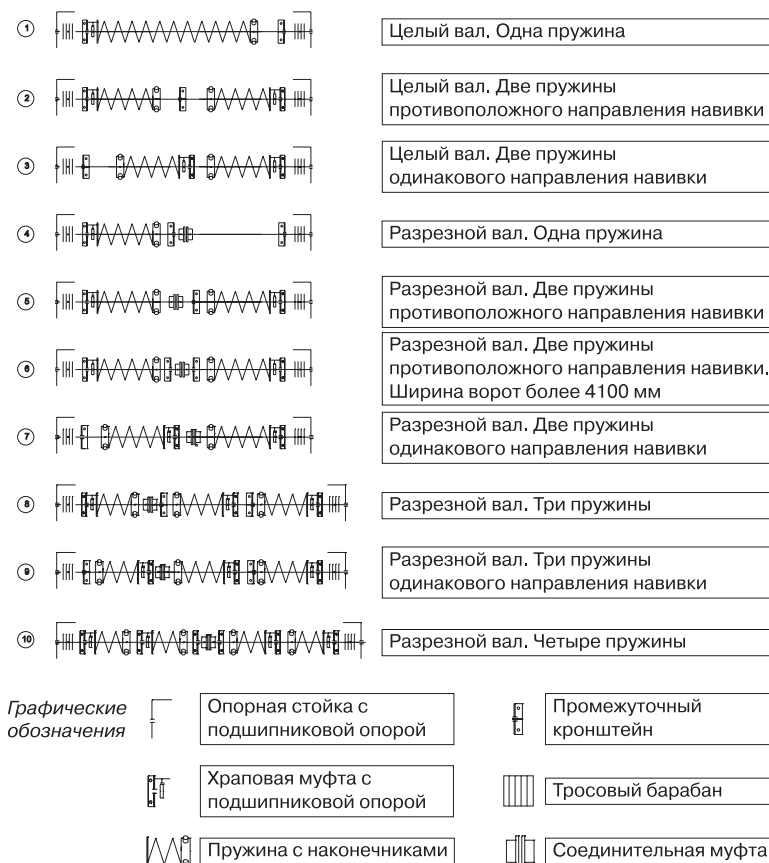 1
Целый вал. Одна пружина
2
Целый вал. Две пружины
противоположного направления навивки
3
Целый вал. Две пружины
одинакового направления навивки
4
Разрезной вал. Одна пружина
5
Разрезной вал. Две пружины
противоположного направления навивки
6
Разрезной вал. Две пружины
противоположного направления навивки.
Ширина ворот более 4100 мм
7
Разрезной вал. Две пружины
одинакового направления навивки
8
Разрезной вал. Три пружины
9
Разрезной вал. Три пружины
одинакового направления навивки
10
Разрезной вал. Четыре пружины
Графические
обозначения
Опорная стойка с
подшипниковой опорой
Промежуточный
кронштейн
Храповая муфта с
подшипниковой опорой
Тросовый барабан
Пружина с наконечниками
Соединительная муфта